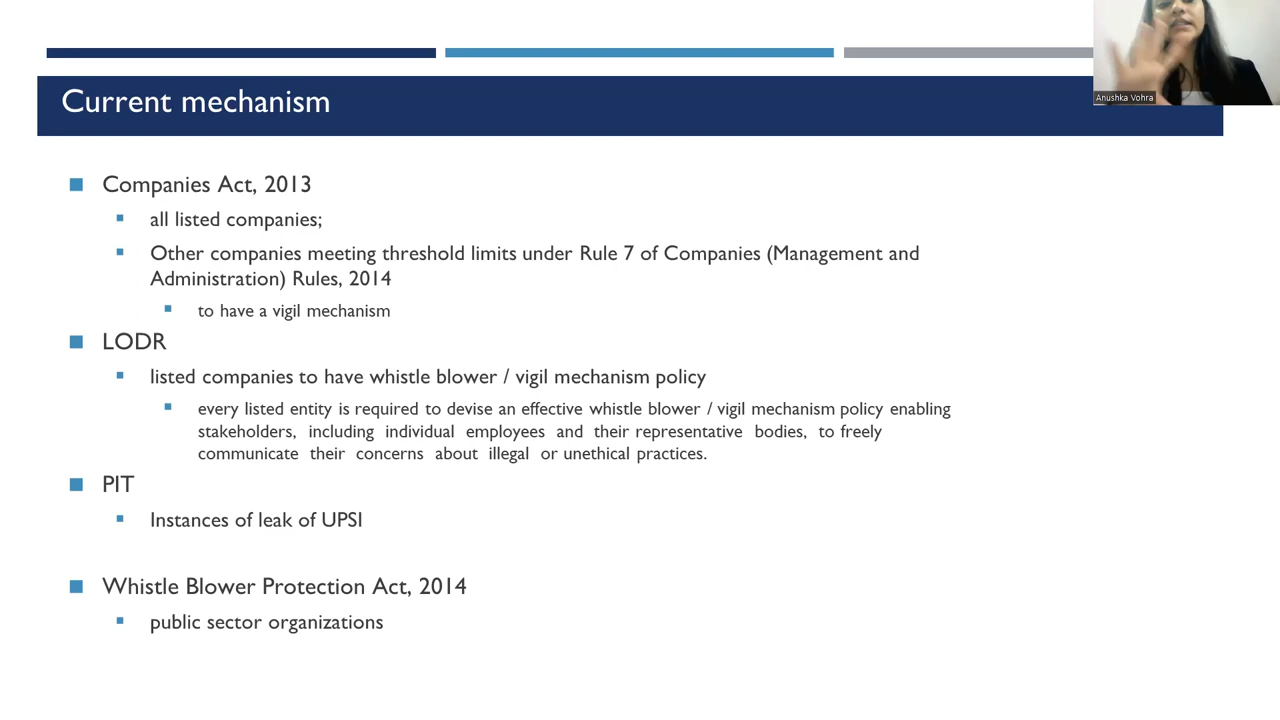 Current mechanism
Anushka Vohra
Companies Act, 2013
all listed companies;
Other companies meeting threshold limits under Rule 7 of Companies (Management and
Administration) Rules, 2014
to have a vigil mechanism
LODR
listed companies to have whistle blower / vigil mechanism policy
every listed entity is required to devise an effective whistle blower / vigil mechanism policy enabling
stakeholders, including individual employees and their representative bodies, to freely
communicate their concerns about illegal or unethical practices.
PIT
Instances of leak of UPSI
Whistle Blower Protection Act, 2014
public sector organizations